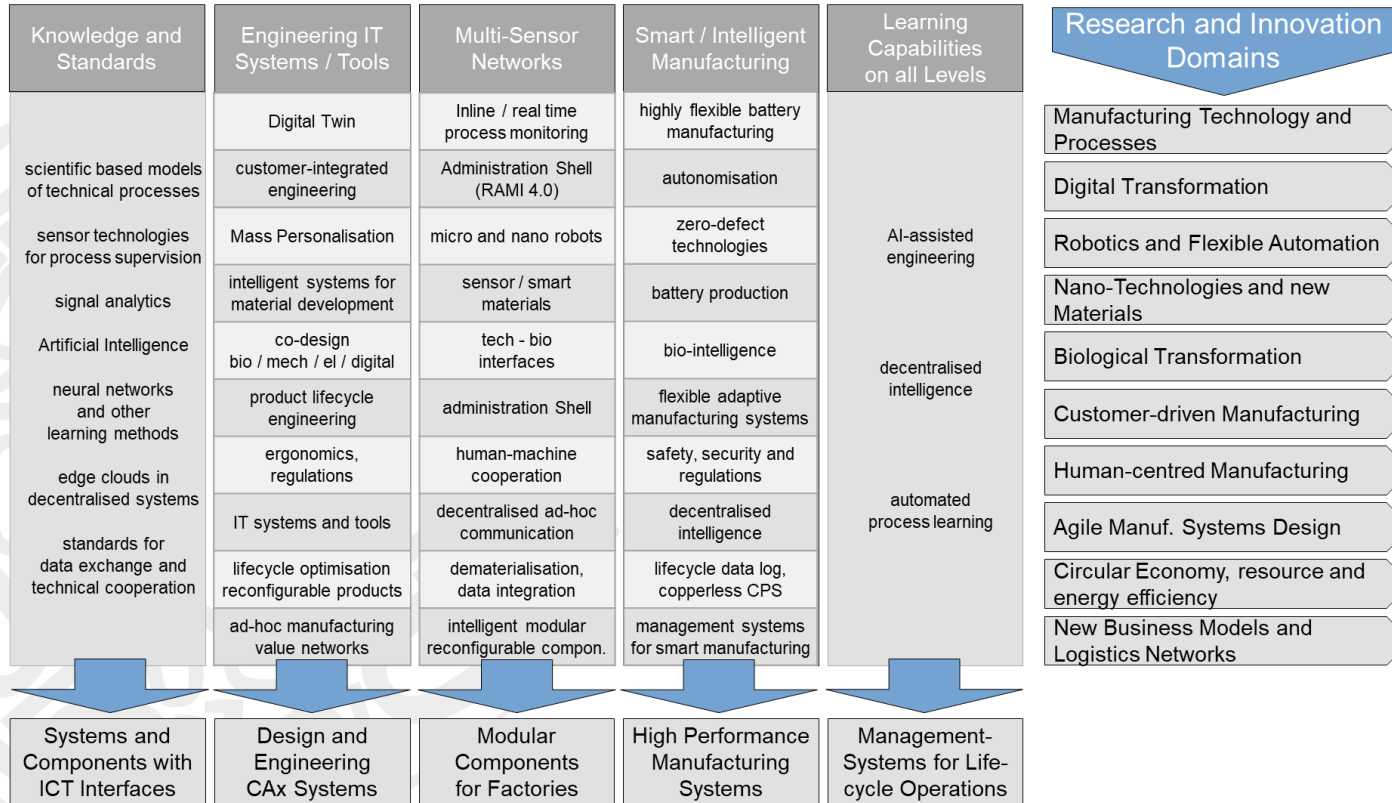 Knowledge and
Standards
scientific based models
of technical processes
sensor technologies
for process supervision
signal analytics
Artificial Intelligence
neural networks
and other
learning methods
edge clouds in
decentralised systems
standards for
data exchange and
technical cooperation
Systems and
Components with
ICT Interfaces
Engineering IT
Systems / Tools
Digital Twin
customer-integrated
engineering
Mass Personalisation
intelligent systems for
material development
co-design
bio / mech / el / digital
product lifecycle
engineering
ergonomics,
regulations
IT systems and tools
lifecycle optimisation
reconfigurable products
ad-hoc manufacturing
value networks
Design and
Engineering
CAx Systems
Multi-Sensor
Networks
Inline / real time
process monitoring
Administration Shell
(RAMI 4.0)
micro and nano robots
sensor / smart
materials
tech - bio
interfaces
administration Shell
human-machine
cooperation
decentralised ad-hoc
communication
dematerialisation,
data integration
intelligent modular
reconfigurable compon.
Modular
Components
for Factories
Smart / Intelligent
Manufacturing
highly flexible battery
manufacturing
autonomisation
zero-defect
technologies
battery production
bio-intelligence
flexible adaptive
manufacturing systems
safety, security and
regulations
decentralised
intelligence
lifecycle data log,
copperless CPS
management systems
for smart manufacturing
High Performance
Manufacturing
Systems
Learning
Capabilities
on all Levels
AI-assisted
engineering
decentralised
intelligence
automated
process learning
Management-
Systems for Life-
cycle Operations
Research and Innovation
Domains
Manufacturing Technology and
Processes
Digital Transformation
Robotics and Flexible Automation
Nano-Technologies and new
Materials
Biological Transformation
Customer-driven Manufacturing
Human-centred Manufacturing
Agile Manuf. Systems Design
Circular Economy, resource and
energy efficiency
New Business Models and
Logistics Networks